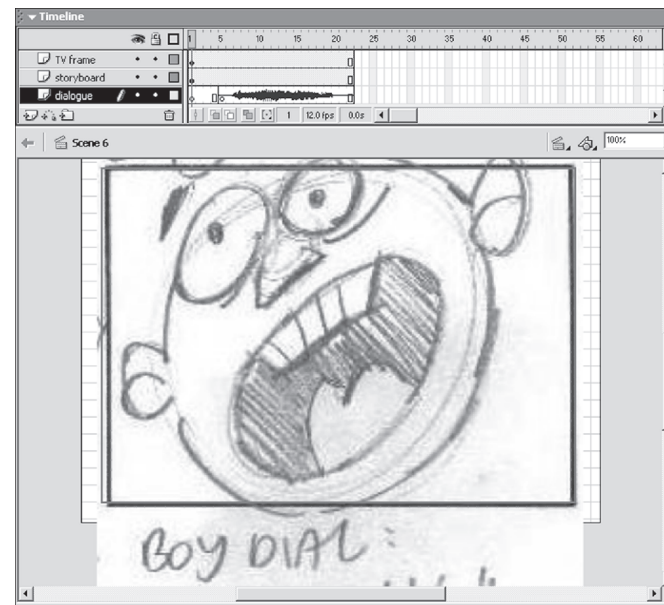 Timeline
1 5 10 15 20 25 30 35 40 45 50 55 60
TV frame
storyboard
dialogue
1 12.0 fps 0.0s
Scene 6
100%
BOY DIAL: